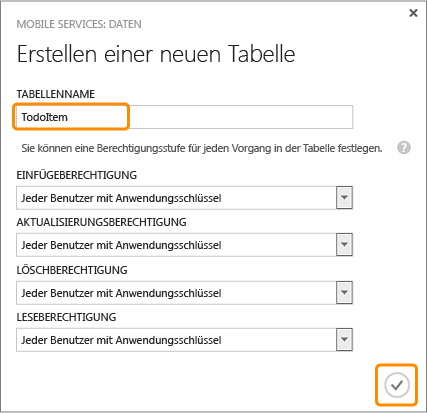 MOBILE SERVICES: DATEN
Erstellen einer neuen Tabelle
TABELLENNAME
TodoItem
Sie können eine Berechtigungsstufe für jeden Vorgang in der Tabelle festlegen. ?
EINFÜGEBERECHTIGUNG
Jeder Benutzer mit Anwendungsschlüssel
AKTUALISIERUNGSBERECHTIGUNG
Jeder Benutzer mit Anwendungsschlüssel
LÖSCHBERECHTIGUNG
Jeder Benutzer mit Anwendungsschlüssel
LESEBERECHTIGUNG
Jeder Benutzer mit Anwendungsschlüssel